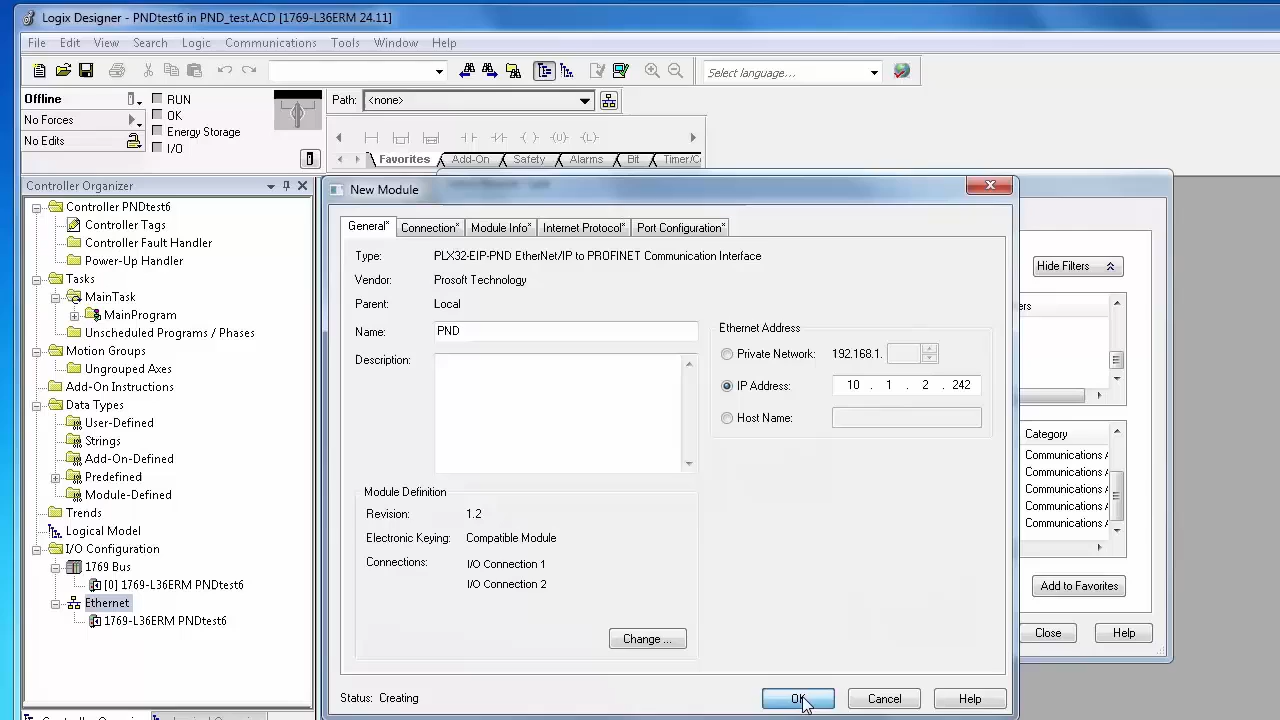 Logix Designer - PNDtest6 in PND_test.ACD [1769-L36ERM 24.11]
File Edit View Search Logic Communications Tools Window Help
Select language...
Offline RUN
No Forces OK
No Edits Energy Storage
I/O
Path: <none>
Favorites Add-On Safety Alarms Bit Timer/C
Controller Organizer
Controller PNDtest6
Controller Tags
Controller Fault Handler
Power-Up Handler
Tasks
MainTask
MainProgram
Unscheduled Programs / Phases
Motion Groups
Ungrouped Axes
Add-On Instructions
Data Types
User-Defined
Strings
Add-On-Defined
Predefined
Module-Defined
Trends
Logical Model
I/O Configuration
1769 Bus
[0] 1769-L36ERM PNDtest6
Ethernet
1769-L36ERM PNDtest6
New Module
General* Connection* Module Info* Internet Protocol* Port Configuration*
Type: PLX32-EIP-PND EtherNet/IP to PROFINET Communication Interface
Vendor: Prosoft Technology
Parent: Local
Name: PND
Description:
Ethernet Address
Private Network: 192.168.1.
IP Address: 10 . 1 . 2 . 242
Host Name:
Module Definition
Revision: 1.2
Electronic Keying: Compatible Module
Connections: I/O Connection 1
I/O Connection 2
Change ...
Status: Creating
OK Cancel Help
Hide Filters
ers
Category
Communications A
Communications A
Communications A
Communications A
Communications A
Add to Favorites
Close Help